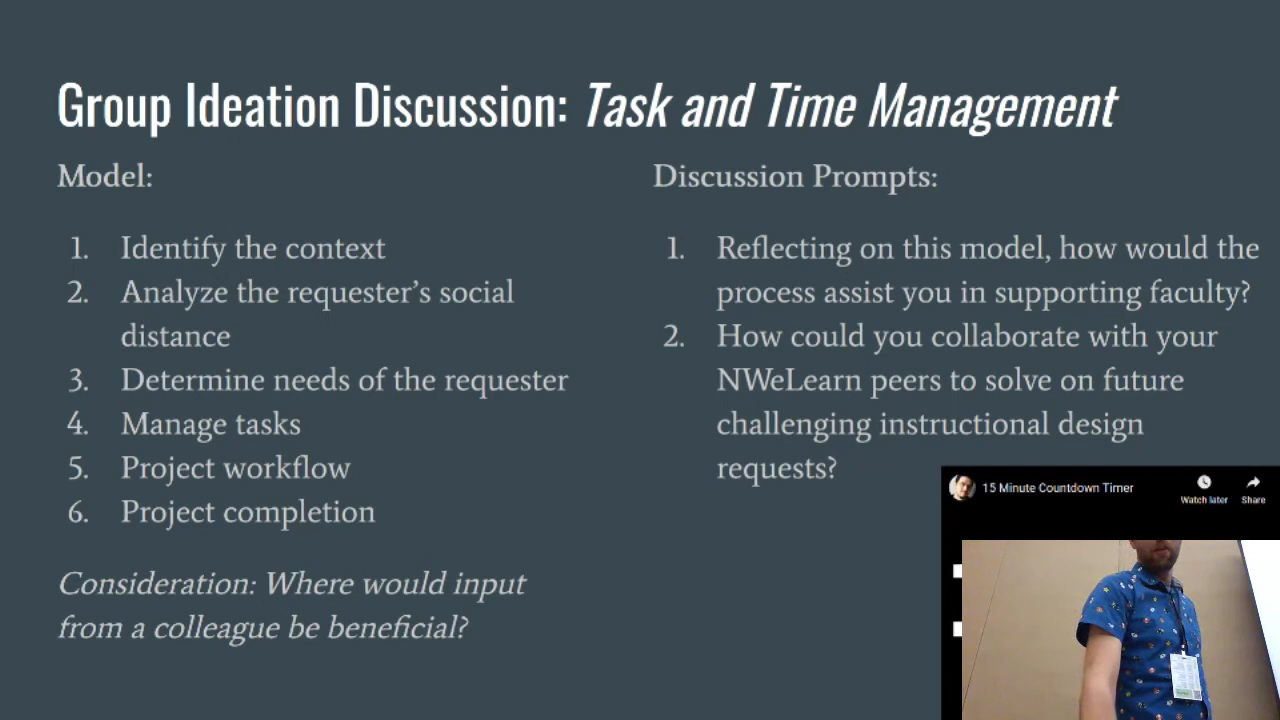 Group Ideation Discussion: Task and Time Management
Model:
1. Identify the context
2. Analyze the requester’s social
distance
3. Determine needs of the requester
4. Manage tasks
5. Project workflow
6. Project completion
Consideration: Where would input
from a colleague be beneficial?
Discussion Prompts:
1. Reflecting on this model, how would the
process assist you in supporting faculty?
2. How could you collaborate with your
NWeLearn peers to solve on future
challenging instructional design
requests?
15 Minute Countdown Timer
Watch later
Share